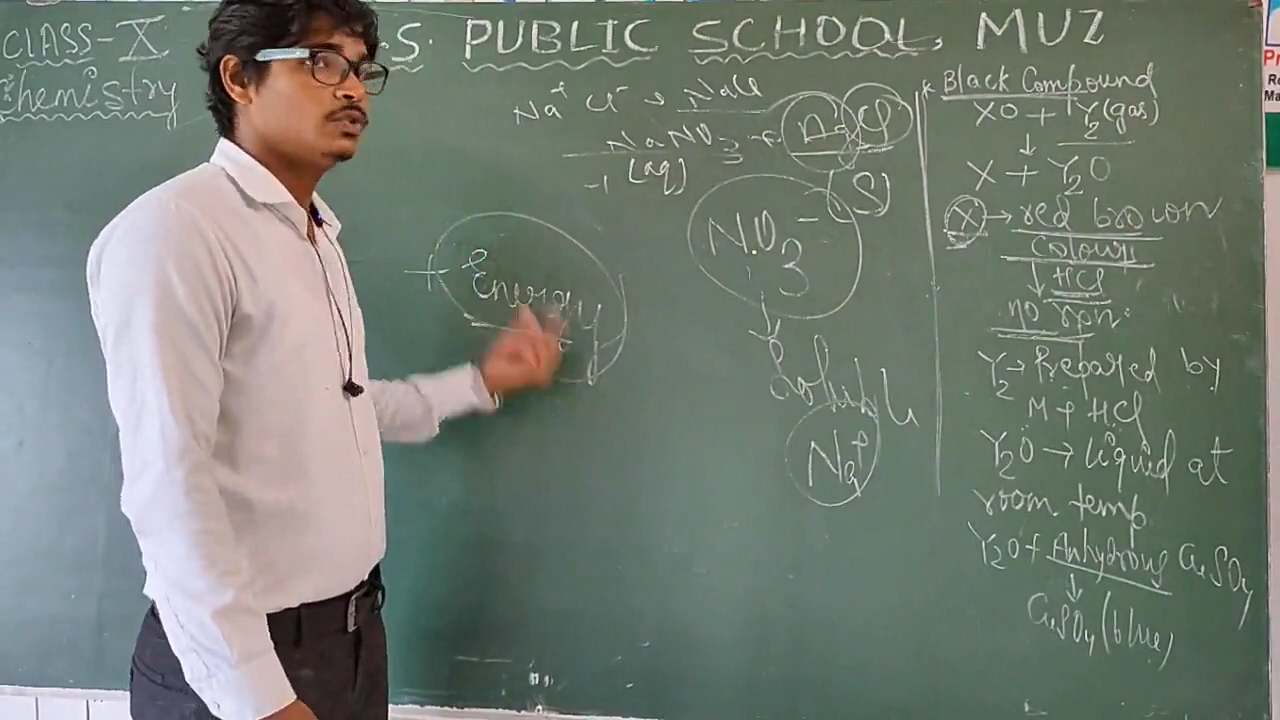 CLASS-X
Chemistry
S. PUBLIC SCHOOL, MUZ
Na⁺ Cl⁻ → NaCl
NaNO₃ +
(aq)
Cl
(S)
NO₃⁻
Na⁺
+ Energy
* Black Compound
XO + Y₂ (gas)
↓
X + Y₂O
X → red brown
Colour
↓ HCl
no rxn.
Y₂ → Prepared by
M + HCl
Y₂O → liquid at
room temp
Y₂O + Anhydrous CuSO₄
↓
CuSO₄ (blue)